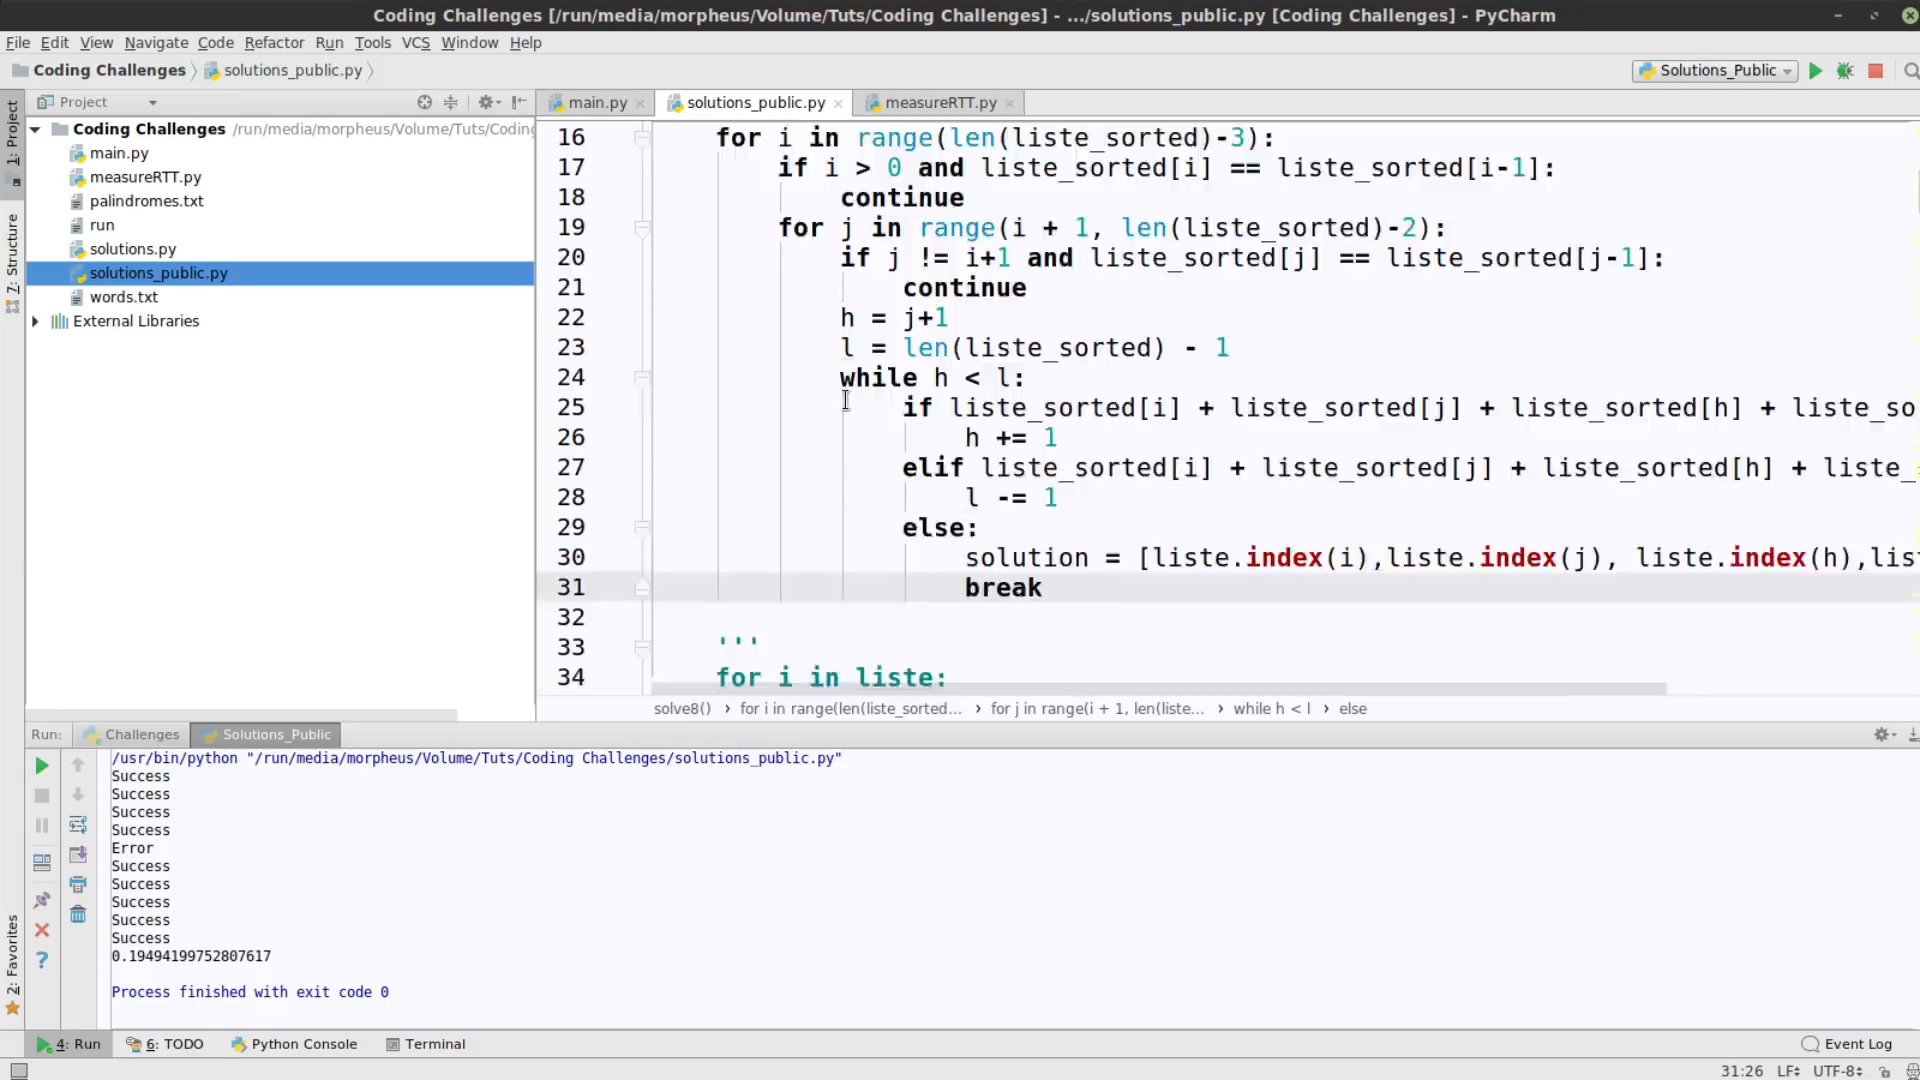 Coding Challenges [/run/media/morpheus/Volume/Tuts/Coding Challenges] - .../solutions_public.py [Coding Challenges] - PyCharm
File Edit View Navigate Code Refactor Run Tools VCS Window Help
Coding Challenges solutions_public.py
Solutions_Public
Project
main.py
solutions_public.py
measureRTT.py
1: Project
7: Structure
2: Favorites
Coding Challenges /run/media/morpheus/Volume/Tuts/Coding
main.py
measureRTT.py
palindromes.txt
run
solutions.py
solutions_public.py
words.txt
External Libraries
16 for i in range(len(liste_sorted)-3):
17 if i > 0 and liste_sorted[i] == liste_sorted[i-1]:
18 continue
19 for j in range(i + 1, len(liste_sorted)-2):
20 if j != i+1 and liste_sorted[j] == liste_sorted[j-1]:
21 continue
22 h = j+1
23 l = len(liste_sorted) - 1
24 while h < l:
25 if liste_sorted[i] + liste_sorted[j] + liste_sorted[h] + liste_so
26 h += 1
27 elif liste_sorted[i] + liste_sorted[j] + liste_sorted[h] + liste_
28 l -= 1
29 else:
30 solution = [liste.index(i),liste.index(j), liste.index(h),lis
31 break
32
33 '''
34 for i in liste:
solve8() › for i in range(len(liste_sorted... › for j in range(i + 1, len(liste... › while h < l › else
Run: Challenges Solutions_Public
/usr/bin/python "/run/media/morpheus/Volume/Tuts/Coding Challenges/solutions_public.py"
Success
Success
Success
Success
Error
Success
Success
Success
Success
Success
0.19494199752807617
Process finished with exit code 0
4: Run 6: TODO Python Console Terminal Event Log
31:26 LF÷ UTF-8÷